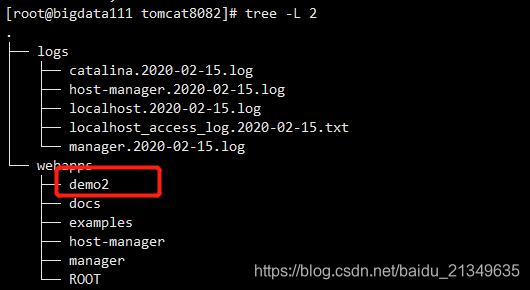 [root@bigdata111 tomcat8082]# tree -L 2
.
├── logs
│   ├── catalina.2020-02-15.log
│   ├── host-manager.2020-02-15.log
│   ├── localhost.2020-02-15.log
│   ├── localhost_access_log.2020-02-15.txt
│   └── manager.2020-02-15.log
└── webapps
    ├── demo2
    ├── docs
    ├── examples
    ├── host-manager
    ├── manager
    └── ROOT
https://blog.csdn.net/baidu_21349635